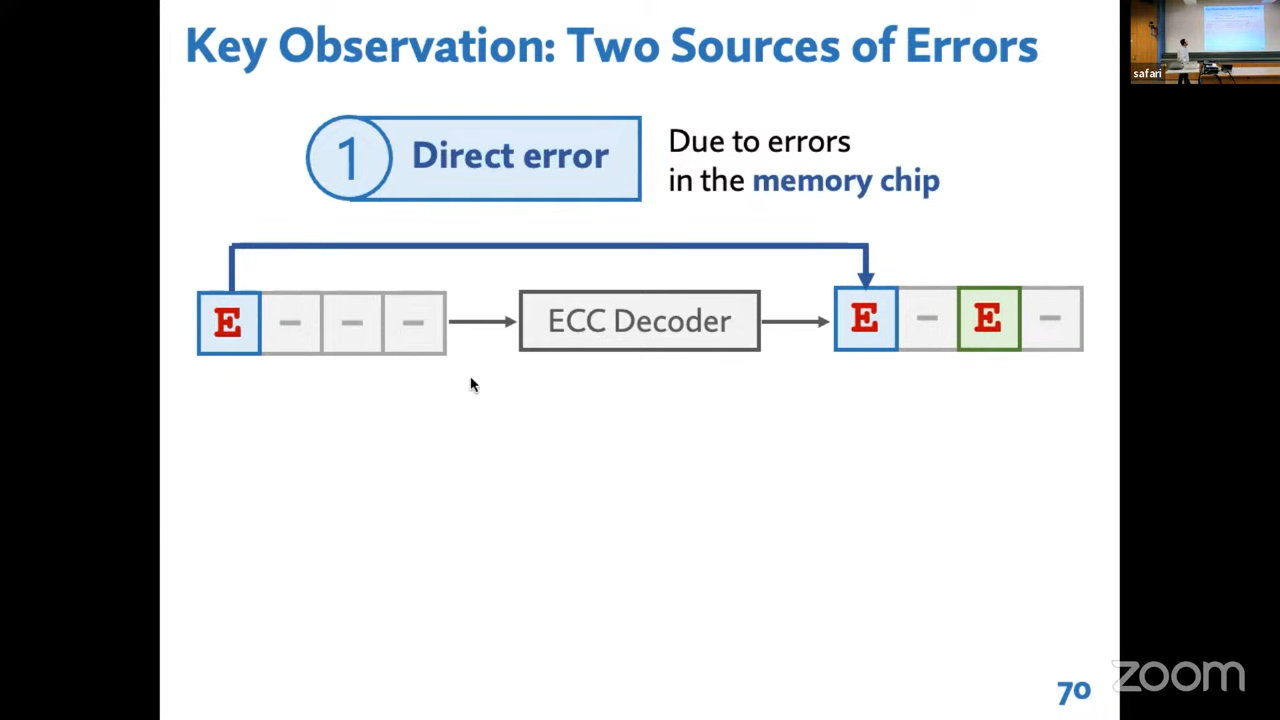 Key Observation: Two Sources of Errors
safari
1 Direct error
Due to errors
in the memory chip
E – – – ECC Decoder E – E –
70
zoom